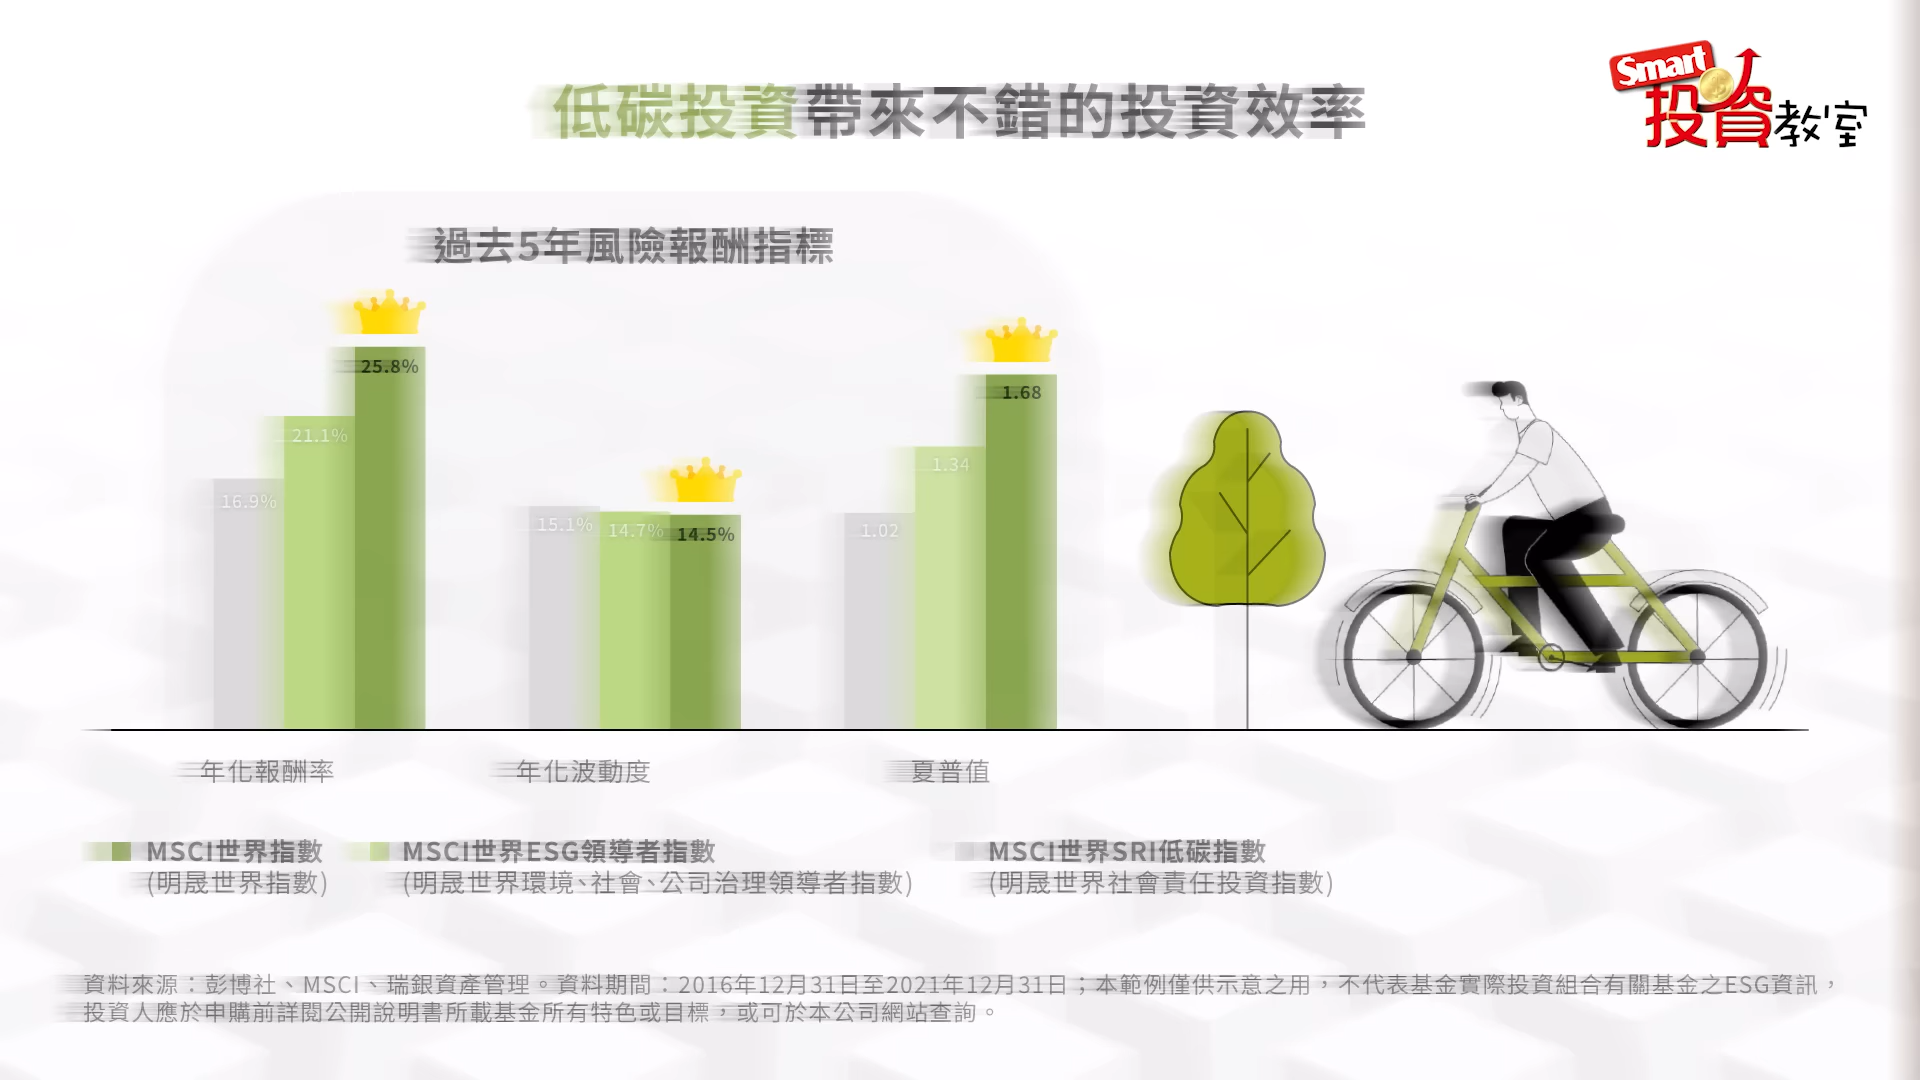 Smart
投資教室
低碳投資帶來不錯的投資效率
過去5年風險報酬指標
25.8%
21.1%
16.9%
15.1%
14.7%
14.5%
1.68
1.34
1.02
年化報酬率
年化波動度
夏普值
MSCI世界指數
(明晟世界指數)
MSCI世界ESG領導者指數
(明晟世界環境、社會、公司治理領導者指數)
MSCI世界SRI低碳指數
(明晟世界社會責任投資指數)
資料來源：彭博社、MSCI、瑞銀資產管理。資料期間：2016年12月31日至2021年12月31日；本範例僅供示意之用，不代表基金實際投資組合有關基金之ESG資訊，
投資人應於申購前詳閱公開說明書所載基金所有特色或目標，或可於本公司網站查詢。